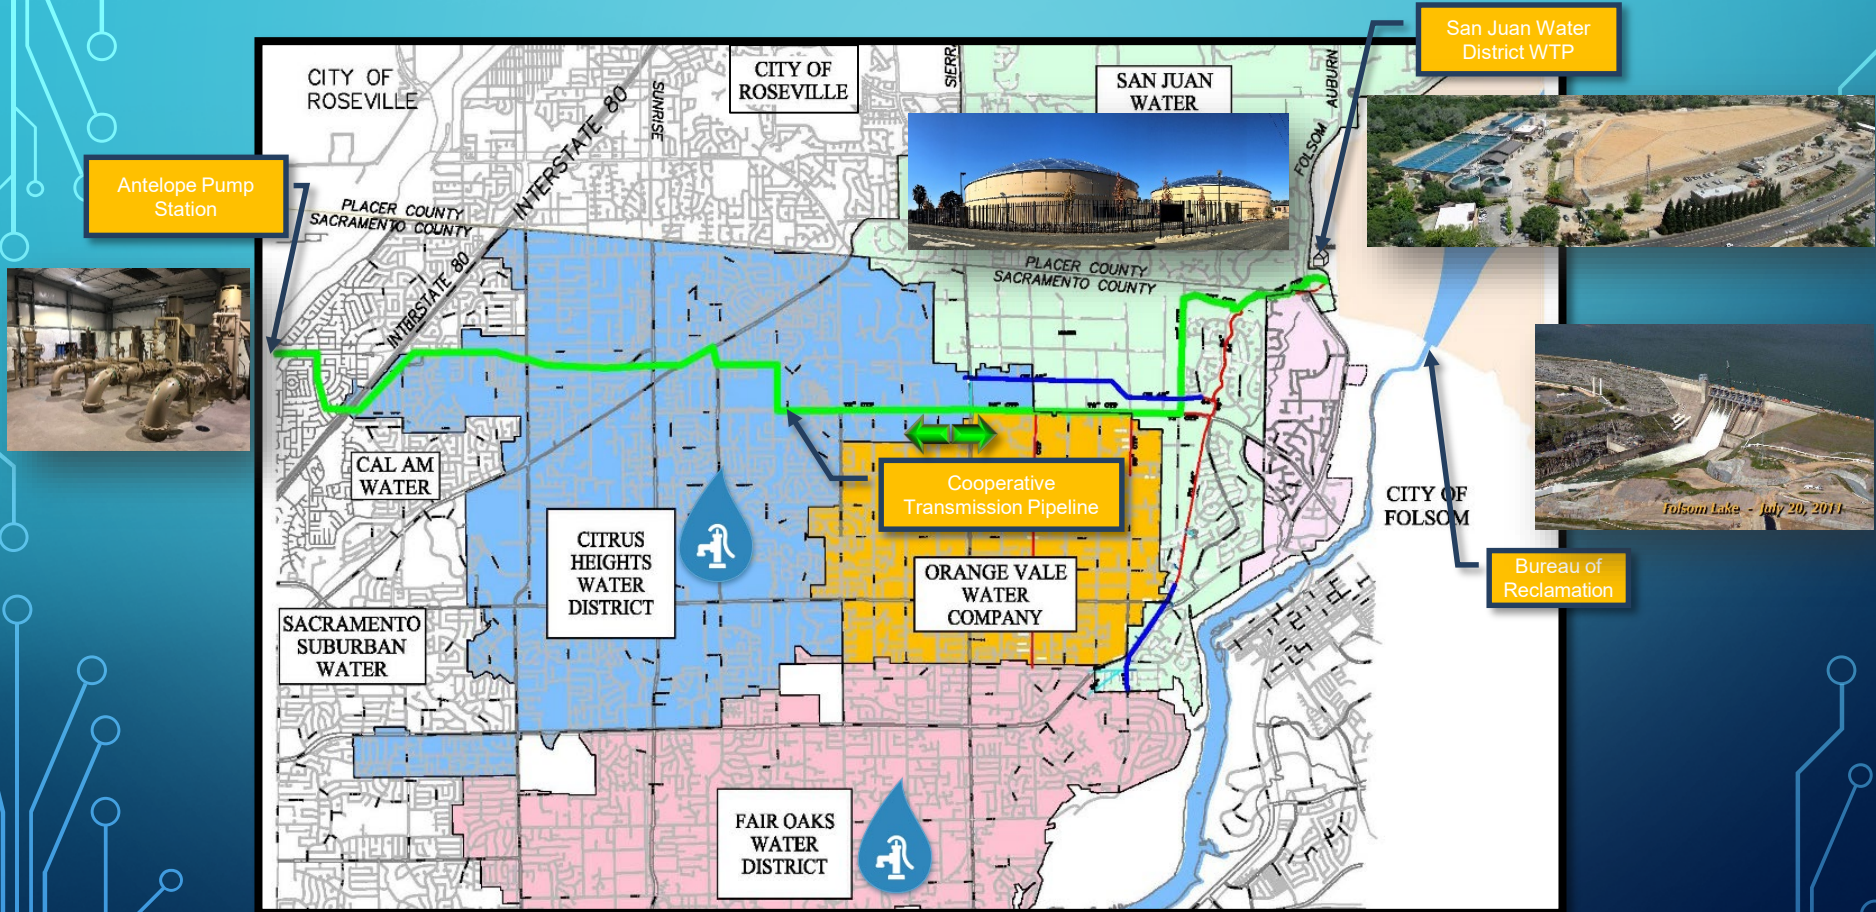 San Juan Water
District WTP
CITY OF
ROSEVILLE
CITY OF
ROSEVILLE
SAN JUAN
WATER
SIERRA
AUBURN
FOLSOM
SUNRISE
INTERSTATE 80
Antelope Pump
Station
PLACER COUNTY
SACRAMENTO COUNTY
PLACER COUNTY
SACRAMENTO COUNTY
INTERSTATE 80
CAL AM
WATER
Cooperative
Transmission Pipeline
CITY OF
FOLSOM
Folsom Lake - July 20, 2011
CITRUS
HEIGHTS
WATER
DISTRICT
ORANGE VALE
WATER
COMPANY
Bureau of
Reclamation
SACRAMENTO
SUBURBAN
WATER
FAIR OAKS
WATER
DISTRICT